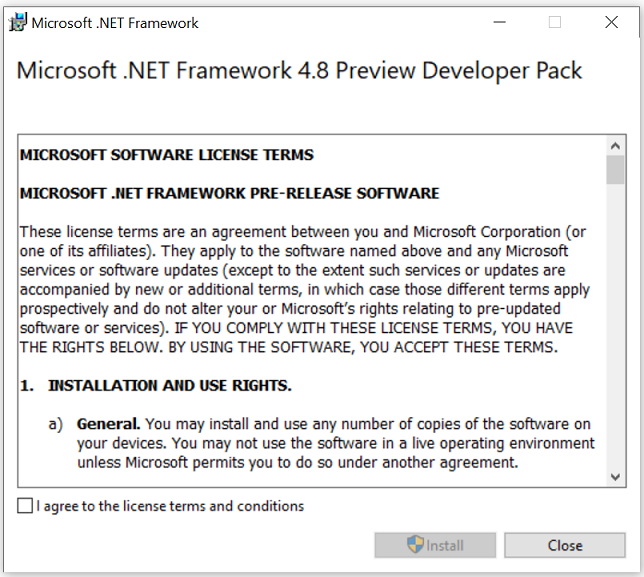 Microsoft .NET Framework
Microsoft .NET Framework 4.8 Preview Developer Pack
MICROSOFT SOFTWARE LICENSE TERMS
MICROSOFT .NET FRAMEWORK PRE-RELEASE SOFTWARE
These license terms are an agreement between you and Microsoft Corporation (or
one of its affiliates). They apply to the software named above and any Microsoft
services or software updates (except to the extent such services or updates are
accompanied by new or additional terms, in which case those different terms apply
prospectively and do not alter your or Microsoft's rights relating to pre-updated
software or services). IF YOU COMPLY WITH THESE LICENSE TERMS, YOU HAVE
THE RIGHTS BELOW. BY USING THE SOFTWARE, YOU ACCEPT THESE TERMS.
1. INSTALLATION AND USE RIGHTS.
a) General. You may install and use any number of copies of the software on
your devices. You may not use the software in a live operating environment
unless Microsoft permits you to do so under another agreement.
I agree to the license terms and conditions
Install
Close